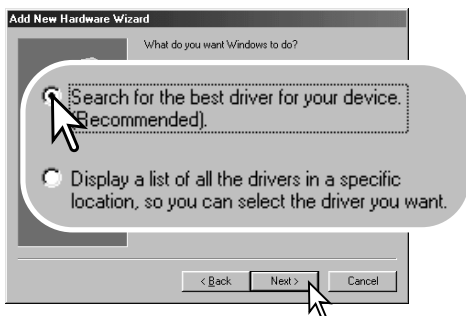 Add New Hardware Wizard
What do you want Windows to do?
Search for the best driver for your device.
(Recommended).
Display a list of all the drivers in a specific
location, so you can select the driver you want.
< Back
Next >
Cancel